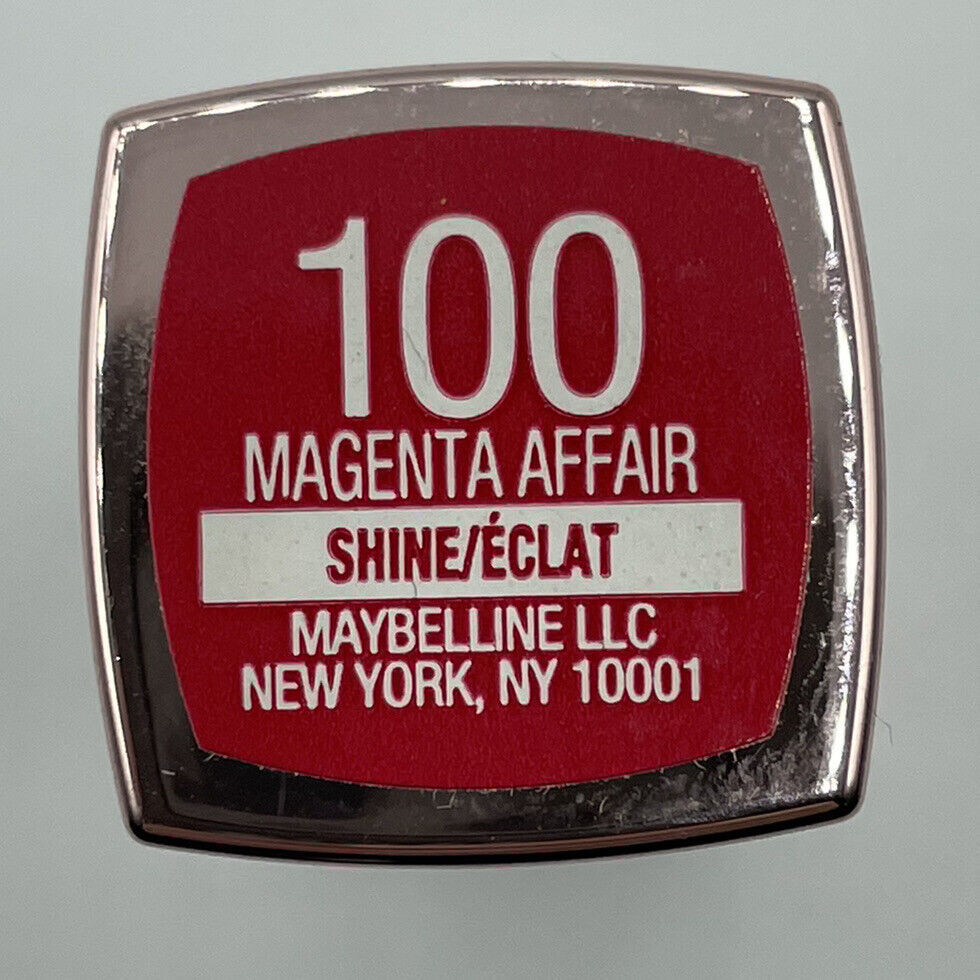 100
MAGENTA AFFAIR
SHINE/ÉCLAT
MAYBELLINE LLC
NEW YORK, NY 10001